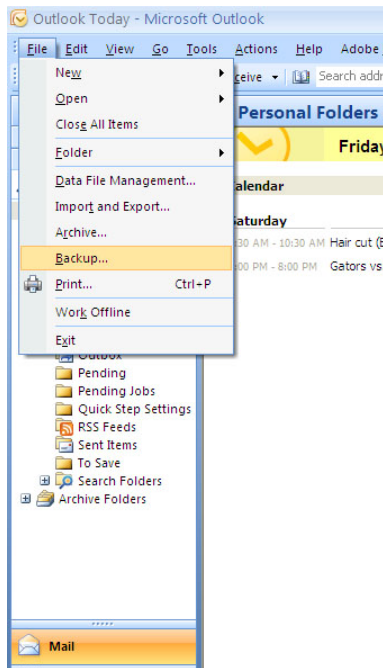 Outlook Today - Microsoft Outlook
File Edit View Go Tools Actions Help Adobe
New
Open
Close All Items
Folder
Data File Management...
Import and Export...
Archive...
Backup...
Print... Ctrl+P
Work Offline
Exit
ceive Search addr
Personal Folders
Friday
alendar
Saturday
:30 AM - 10:30 AM Hair cut (E
:00 PM - 8:00 PM Gators vs
Outbox
Pending
Pending Jobs
Quick Step Settings
RSS Feeds
Sent Items
To Save
Search Folders
Archive Folders
Mail